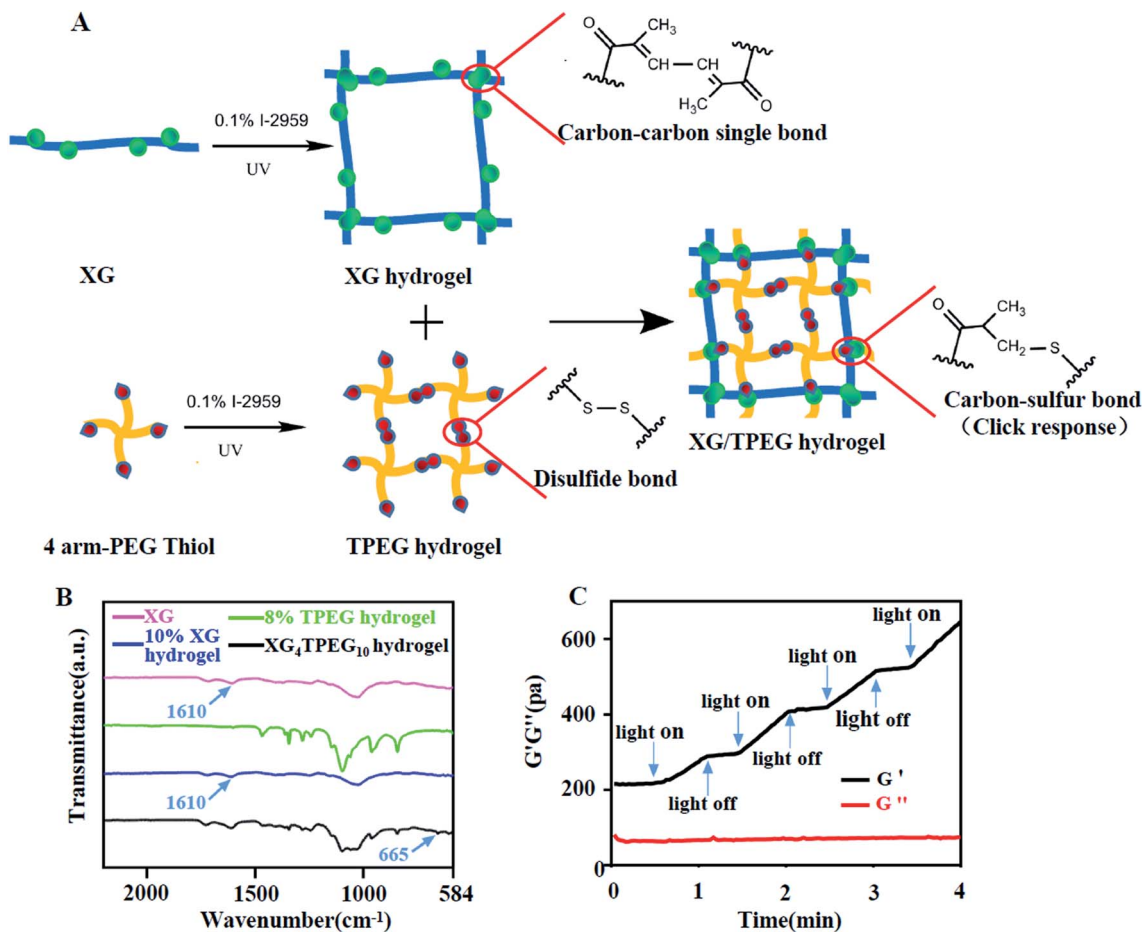 A
O
CH3
CH
CH
H3C
O
Carbon-carbon single bond
0.1% I-2959
UV
XG
XG hydrogel
+
O
CH3
CH2
S
Carbon-sulfur bond
（Click response）
XG/TPEG hydrogel
0.1% I-2959
UV
S
S
Disulfide bond
4 arm-PEG Thiol
TPEG hydrogel
B
XG
8% TPEG hydrogel
10% XG
hydrogel
XG4TPEG10 hydrogel
1610
1610
665
Transmittance(a.u.)
2000
1000
584
Wavenumber(cm-1)
C
light on
light on
light on
light on
light off
light off
light off
G'
G''
G'G''(pa)
600
400
200
0
0
1
2
3
4
Time(min)